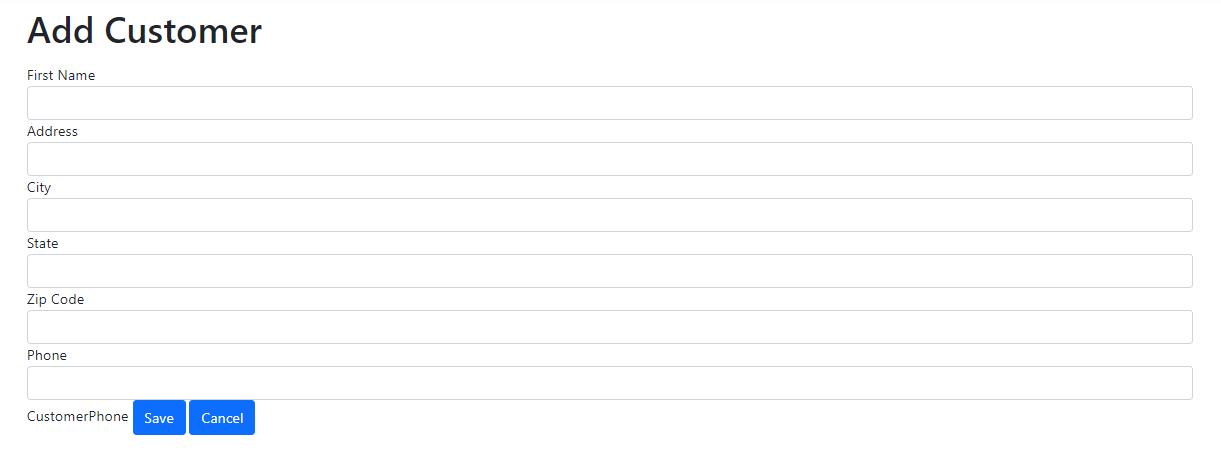 Add Customer
First Name
Address
City
State
Zip Code
Phone
CustomerPhone Save Cancel